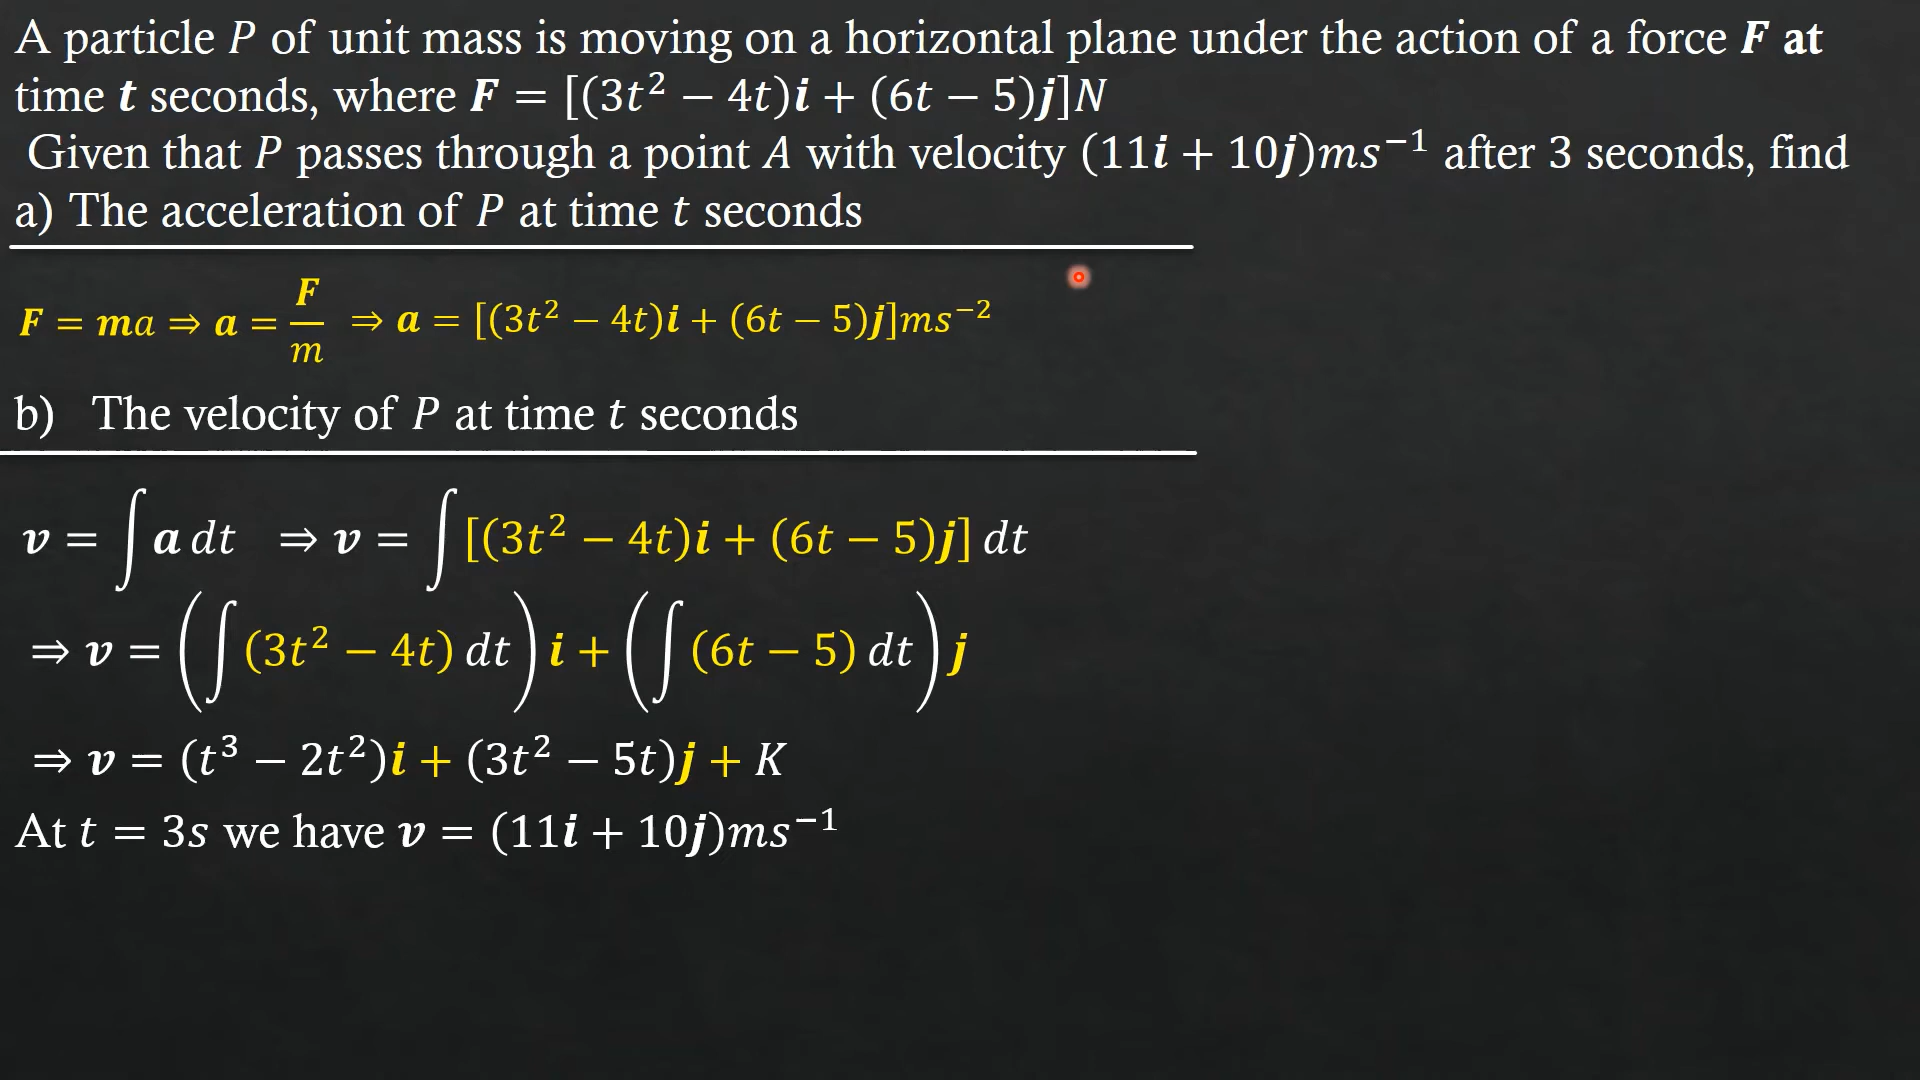 A particle P of unit mass is moving on a horizontal plane under the action of a force F at
time t seconds, where F = [(3t² − 4t)i + (6t − 5)j]N
Given that P passes through a point A with velocity (11i + 10j)ms⁻¹ after 3 seconds, find
a) The acceleration of P at time t seconds
F = ma ⇒ a = F/m ⇒ a = [(3t² − 4t)i + (6t − 5)j]ms⁻²
b) The velocity of P at time t seconds
v = ∫ a dt ⇒ v = ∫ [(3t² − 4t)i + (6t − 5)j] dt
⇒ v = (∫ (3t² − 4t) dt) i + (∫ (6t − 5) dt) j
⇒ v = (t³ − 2t²)i + (3t² − 5t)j + K
At t = 3s we have v = (11i + 10j)ms⁻¹